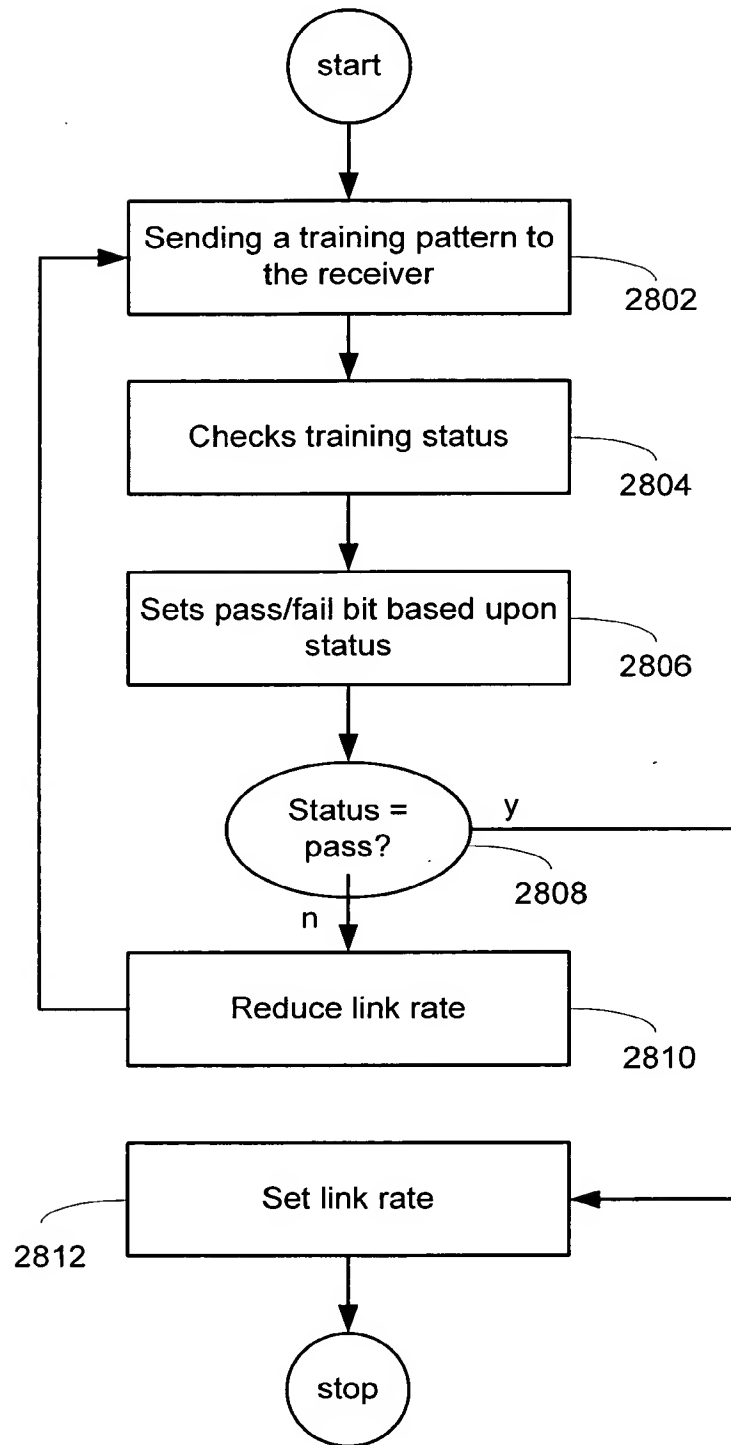 start
Sending a training pattern to
the receiver
2802
Checks training status
2804
Sets pass/fail bit based upon
status
2806
Status =
pass?
y
2808
n
Reduce link rate
2810
Set link rate
2812
stop